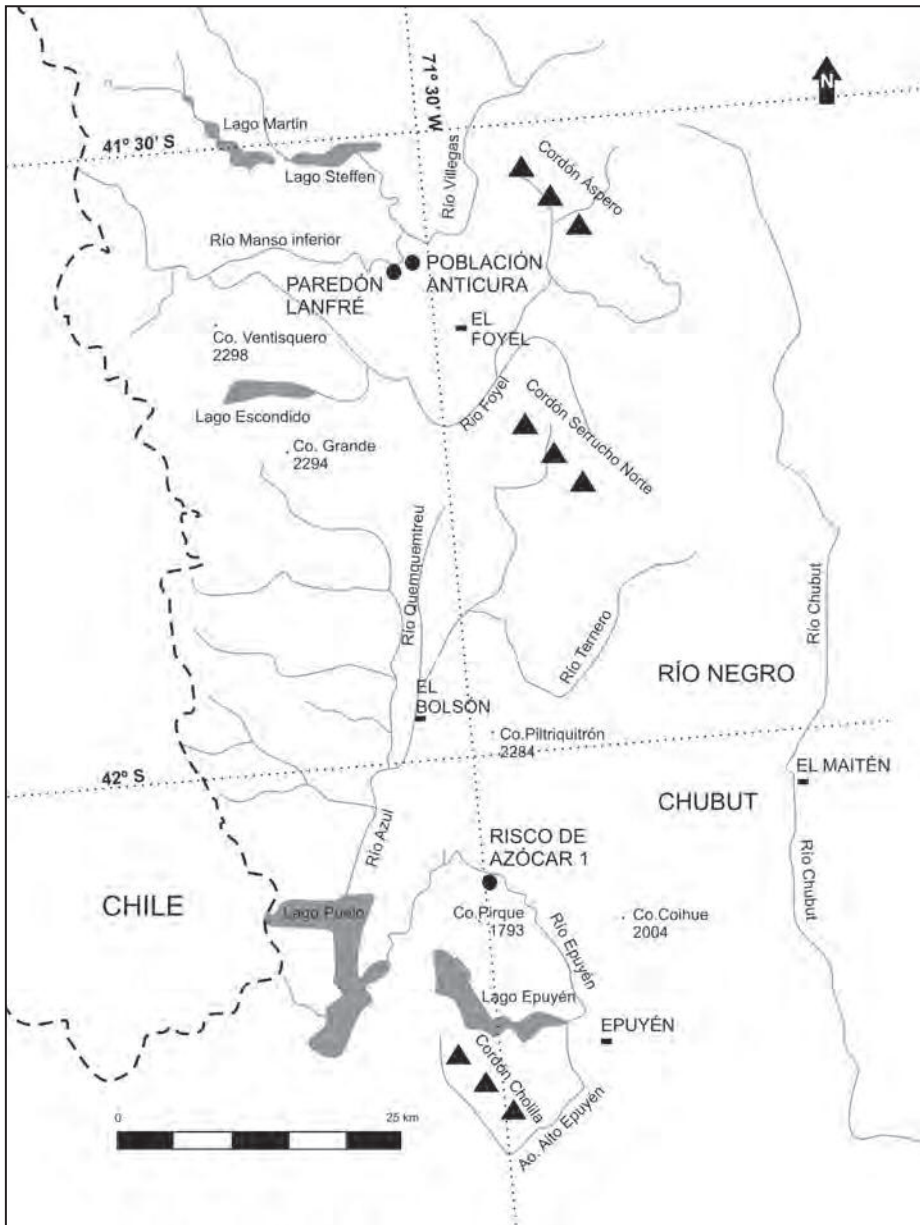 N
71º 30' W
41º 30' S
Lago Martin
Lago Steffen
Río Villegas
Cordón Áspero
Río Manso inferior
PAREDÓN
LANFRÉ
POBLACIÓN
ANTICURA
EL
FOYEL
Co. Ventisquero
2298
Lago Escondido
Río Foyel
Cordón Serrucho Norte
Co. Grande
2294
Río Quemquemtreu
Río Ternero
Río Chubut
RÍO NEGRO
EL
BOLSÓN
Co.Piltriquitrón
2284
42º S
EL MAITÉN
CHUBUT
Río Azul
RISCO DE
AZÓCAR 1
Río Chubut
CHILE
Lago Puelo
Co.Pirque
1793
Río Epuyén
Co.Coihue
2004
Lago Epuyén
EPUYÉN
Cordón Cholila
Ao. Alto Epuyén
0
25 km